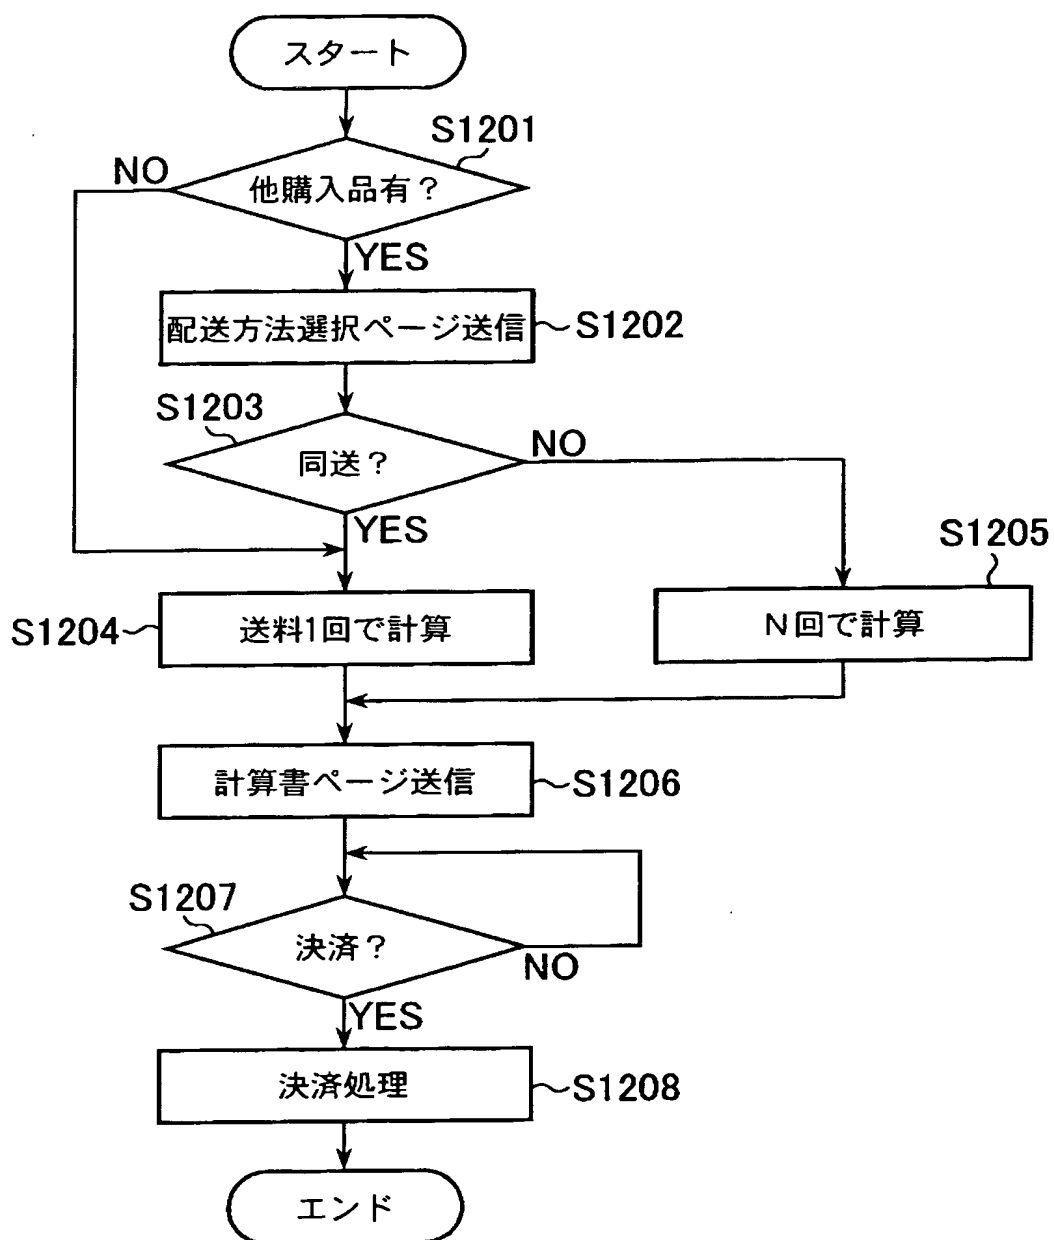 スタート
S1201
NO
他購入品有？
YES
配送方法選択ページ送信
S1202
S1203
同送？
NO
YES
S1205
S1204
送料1回で計算
N回で計算
計算書ページ送信
S1206
S1207
決済？
NO
YES
決済処理
S1208
エンド